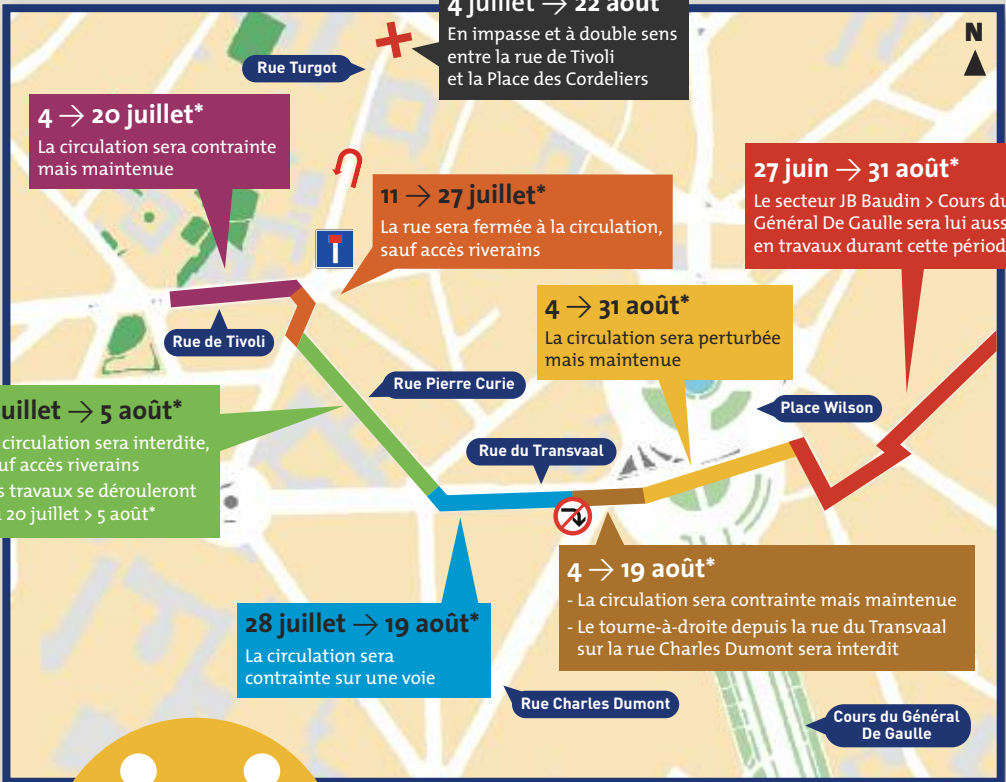 4 juillet → 22 août
En impasse et à double sens
entre la rue de Tivoli
et la Place des Cordeliers
N
Rue Turgot
4 → 20 juillet*
La circulation sera contrainte
mais maintenue
11 → 27 juillet*
La rue sera fermée à la circulation,
sauf accès riverains
27 juin → 31 août*
Le secteur JB Baudin > Cours du
Général De Gaulle sera lui auss
en travaux durant cette périod
4 → 31 août*
La circulation sera perturbée
mais maintenue
Rue de Tivoli
Rue Pierre Curie
Place Wilson
uillet → 5 août*
circulation sera interdite,
uf accès riverains
s travaux se dérouleront
20 juillet > 5 août*
Rue du Transvaal
4 → 19 août*
- La circulation sera contrainte mais maintenue
- Le tourne-à-droite depuis la rue du Transvaal
sur la rue Charles Dumont sera interdit
28 juillet → 19 août*
La circulation sera
contrainte sur une voie
Rue Charles Dumont
Cours du Général
De Gaulle